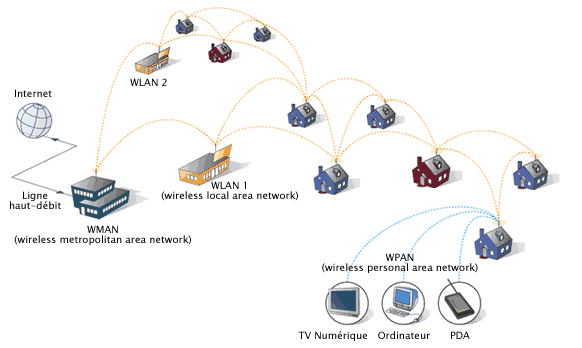 WLAN 2
Internet
WLAN 1
(wireless local area network)
Ligne
haut-débit
WMAN
(wireless metropolitan area network)
WPAN
(wireless personal area network)
TV Numérique
Ordinateur
PDA